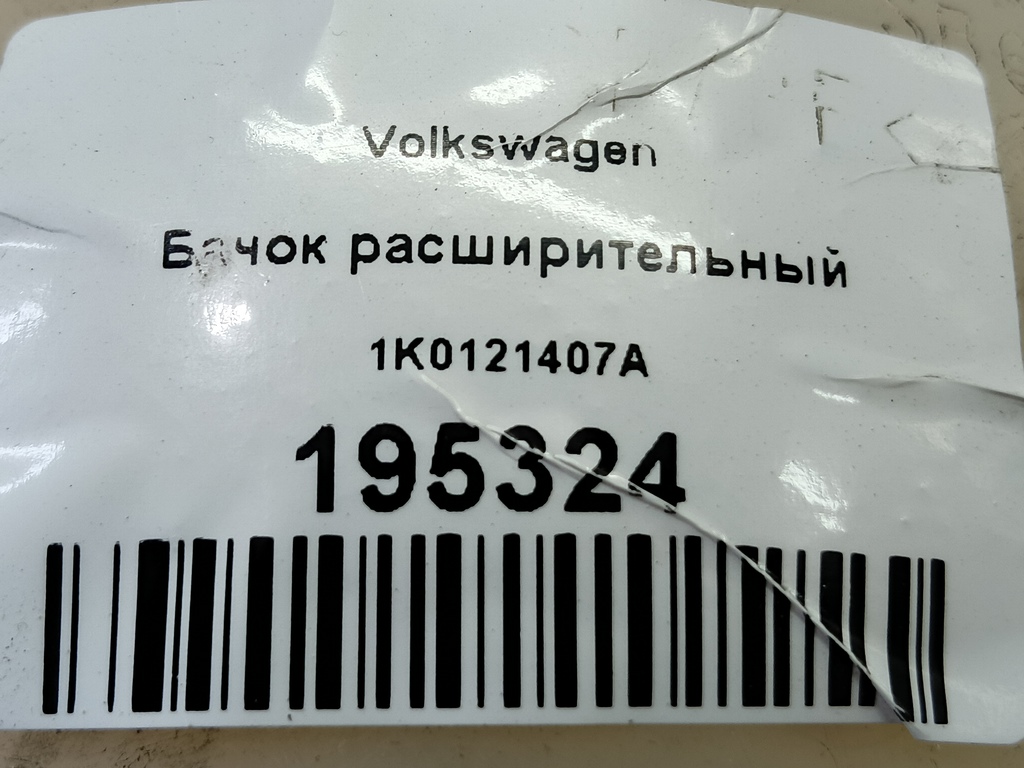 Volkswagen
Бачок расширительный
1K0121407A
195324